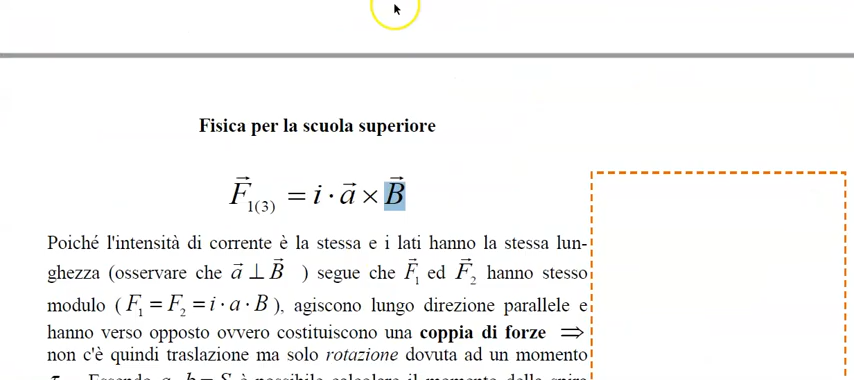 Fisica per la scuola superiore
F⃗₁₍₃₎ = i · a⃗ × B⃗
Poiché l'intensità di corrente è la stessa e i lati hanno la stessa lun-
ghezza (osservare che a⃗ ⊥ B⃗ ) segue che F⃗₁ ed F⃗₂ hanno stesso
modulo ( F₁ = F₂ = i · a · B ), agiscono lungo direzione parallele e
hanno verso opposto ovvero costituiscono una coppia di forze ⇒
non c'è quindi traslazione ma solo rotazione dovuta ad un momento